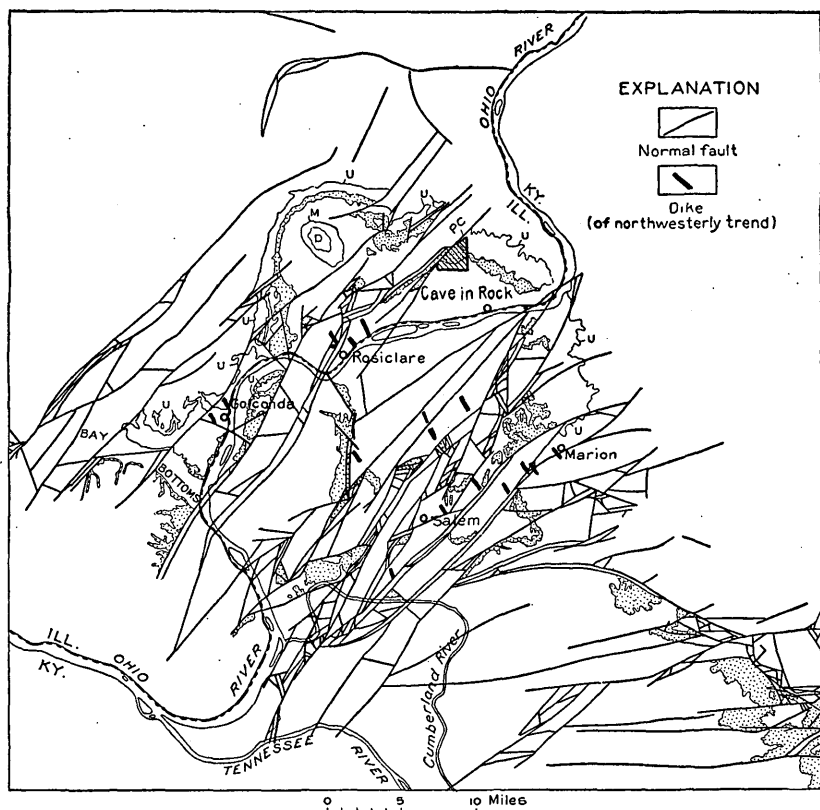 OHIO RIVER
EXPLANATION
Normal fault
Dike
(of northwesterly trend)
KY.
ILL.
U
U
U
M
D
PC
Cave in Rock
Rosiclare
U
U
U
U
U
Golconda
BAY
BOTTOMS
U
Marion
Salem
ILL.
KY.
OHIO
RIVER
Cumberland River
TENNESSEE
RIVER
0 5 10 Miles